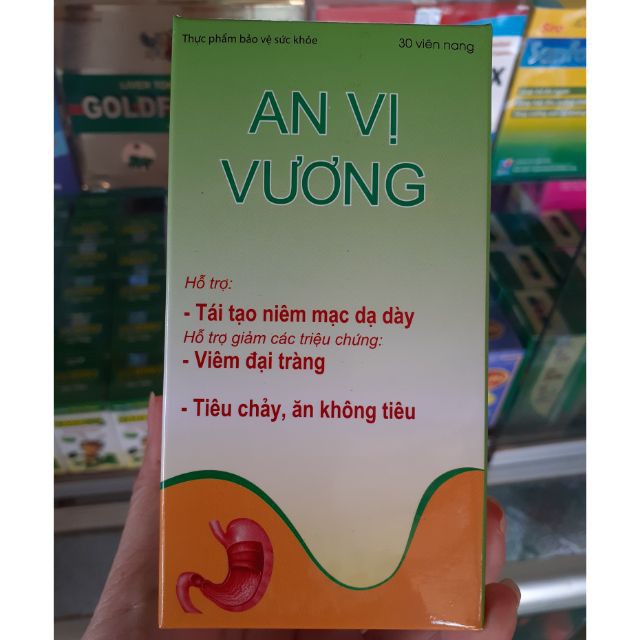 Thực phẩm bảo vệ sức khỏe
30 viên nang
AN VỊ
VƯƠNG
Hỗ trợ:
- Tái tạo niêm mạc dạ dày
Hỗ trợ giảm các triệu chứng:
- Viêm đại tràng
- Tiêu chảy, ăn không tiêu